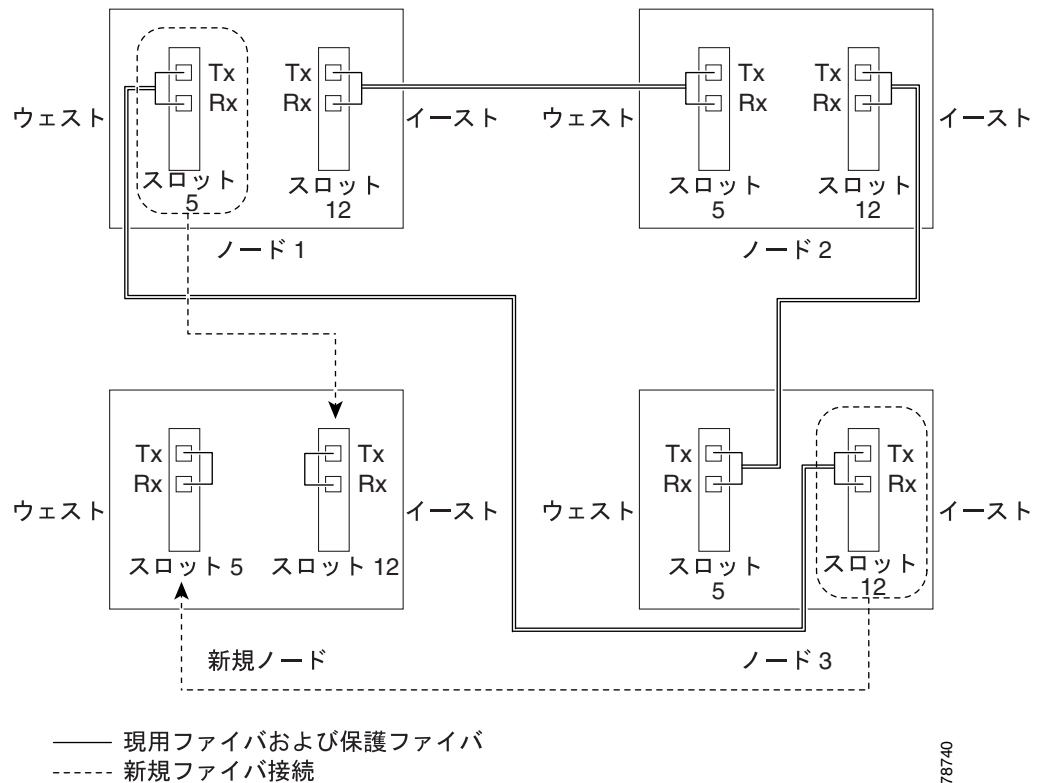 Tx
Rx
スロット
5
Tx
Rx
スロット
12
ウェスト
イースト
ノード 1
Tx
Rx
スロット
5
Tx
Rx
スロット
12
ウェスト
イースト
ノード 2
Tx
Rx
スロット 5
Tx
Rx
スロット 12
ウェスト
イースト
新規ノード
Tx
Rx
スロット
5
Tx
Rx
スロット
12
ウェスト
イースト
ノード 3
現用ファイバおよび保護ファイバ
新規ファイバ接続
78740